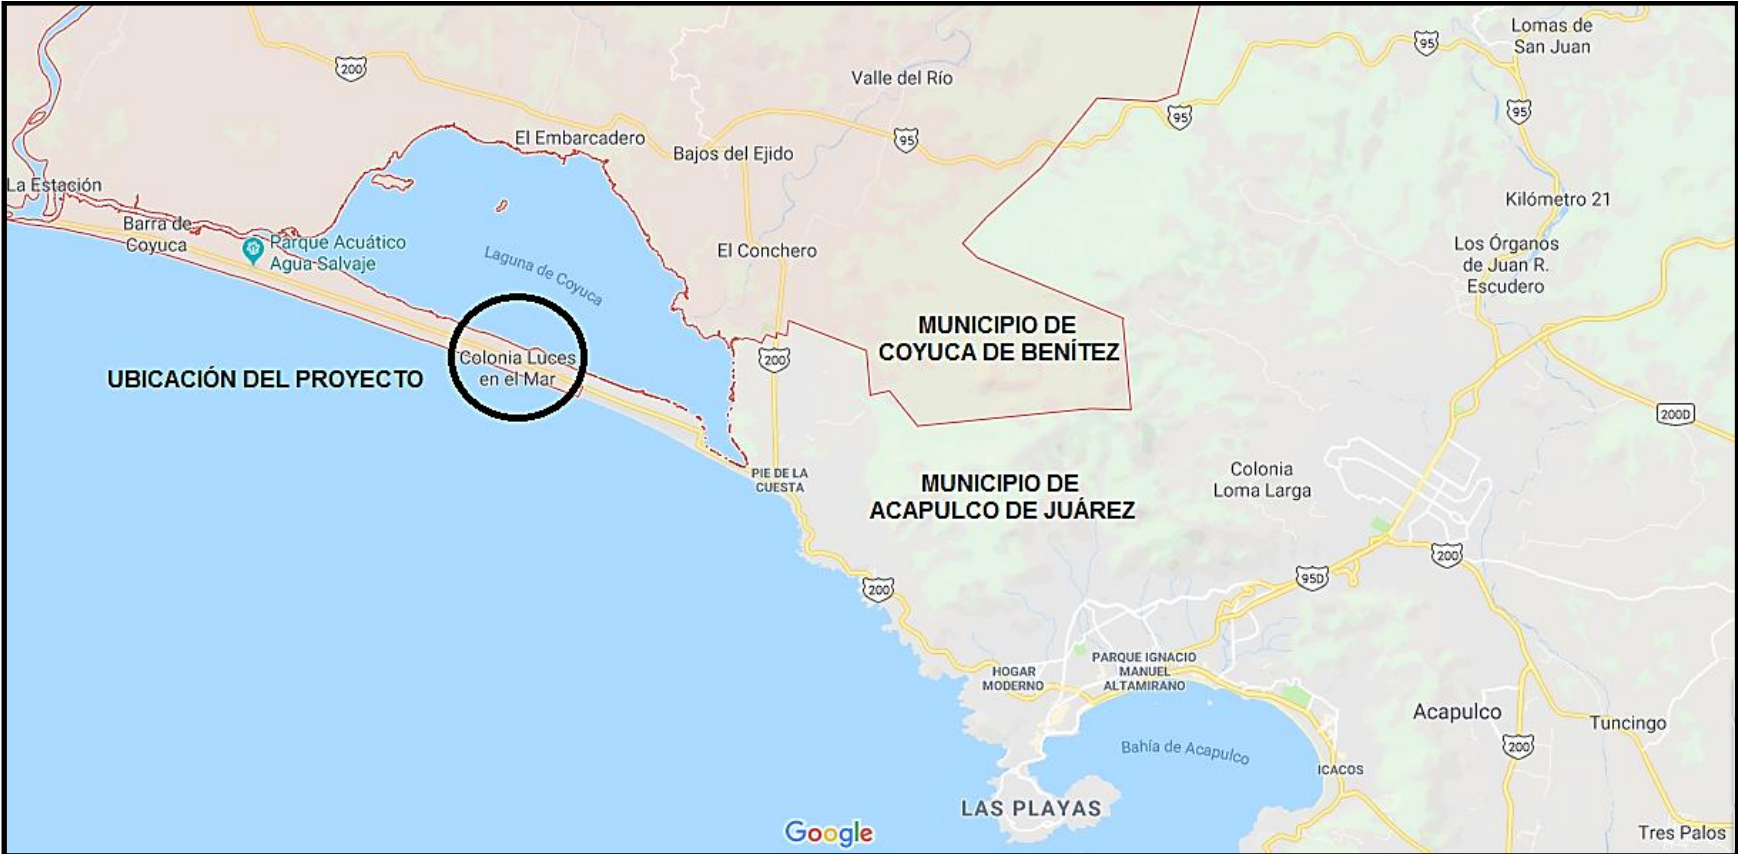 Lomas de
San Juan
95
200
Valle del Río
95
95
95
El Embarcadero
Bajos del Ejido
La Estación
Kilómetro 21
Barra de
Coyuca
Parque Acuático
Agua Salvaje
Laguna de Coyuca
El Conchero
Los Órganos
de Juan R.
Escudero
MUNICIPIO DE
COYUCA DE BENÍTEZ
200
Colonia Luces
en el Mar
UBICACIÓN DEL PROYECTO
200D
PIE DE LA
CUESTA
MUNICIPIO DE
ACAPULCO DE JUÁREZ
Colonia
Loma Larga
200
95D
200
HOGAR
MODERNO
PARQUE IGNACIO
MANUEL
ALTAMIRANO
Acapulco
Tuncingo
200
Bahía de Acapulco
ICACOS
LAS PLAYAS
Google
Tres Palos